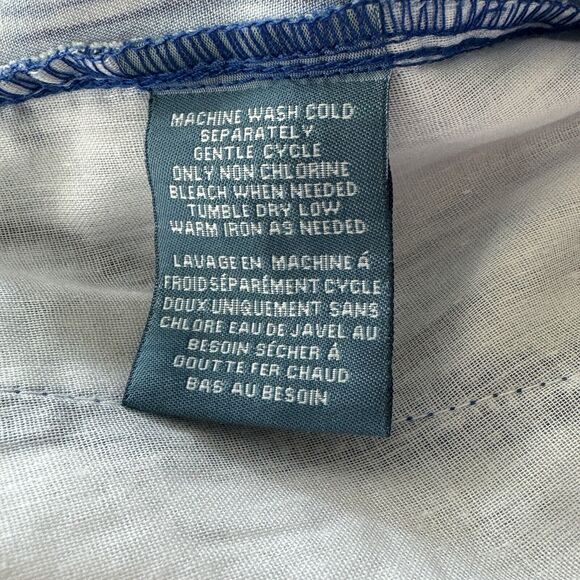 MACHINE WASH COLD
SEPARATELY
GENTLE CYCLE
ONLY NON CHLORINE
BLEACH WHEN NEEDED
TUMBLE DRY LOW
WARM IRON AS NEEDED
LAVAGE EN MACHINE Á
FROID SÉPARÉMENT CYCLE
DOUX UNIQUEMENT SANS
CHLORE EAU DE JAVEL AU
BESOIN SÉCHER Á
GOUTTE FER CHAUD
BAS AU BESOIN